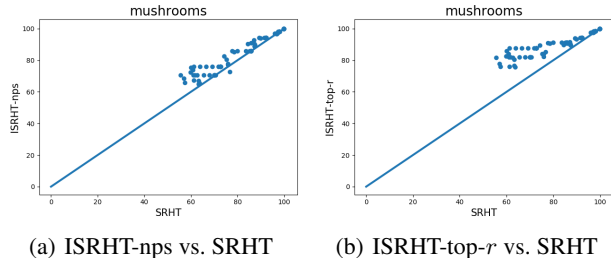 mushrooms
100
80
60
40
20
0
ISRHT-nps
0 20 40 60 80 100
SRHT
(a) ISRHT-nps vs. SRHT
mushrooms
100
80
60
40
20
0
ISRHT-top-r
0 20 40 60 80 100
SRHT
(b) ISRHT-top-r vs. SRHT